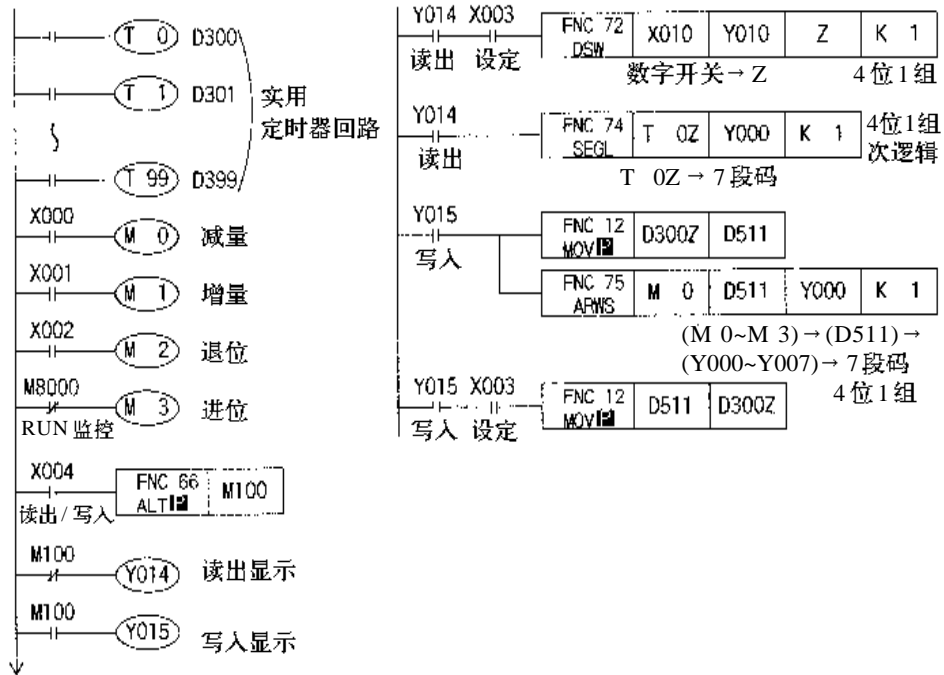 T 0 D300
T 1 D301
实用
定时器回路
T 99 D399
X000
M 0 减量
X001
M 1 增量
X002
M 2 退位
M8000
M 3 进位
RUN 监控
X004
FNC 66
ALT P M100
读出/写入
M100
Y014 读出显示
M100
Y015 写入显示
Y014 X003
FNC 72
DSW X010 Y010 Z K 1
读出 设定
数字开关→Z 4位1组
Y014
FNC 74
SEGL T 0Z Y000 K 1
4位1组
次逻辑
读出
T 0Z→7段码
Y015
FNC 12
MOV P D300Z D511
写入
FNC 75
ARWS M 0 D511 Y000 K 1
(M 0~M 3)→(D511)→
(Y000~Y007)→7段码
4位1组
Y015 X003
FNC 12
MOV P D511 D300Z
写入 设定